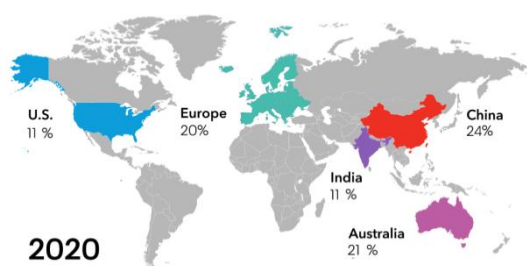 U.S.
11 %
Europe
20%
China
24%
India
11 %
Australia
21 %
2020